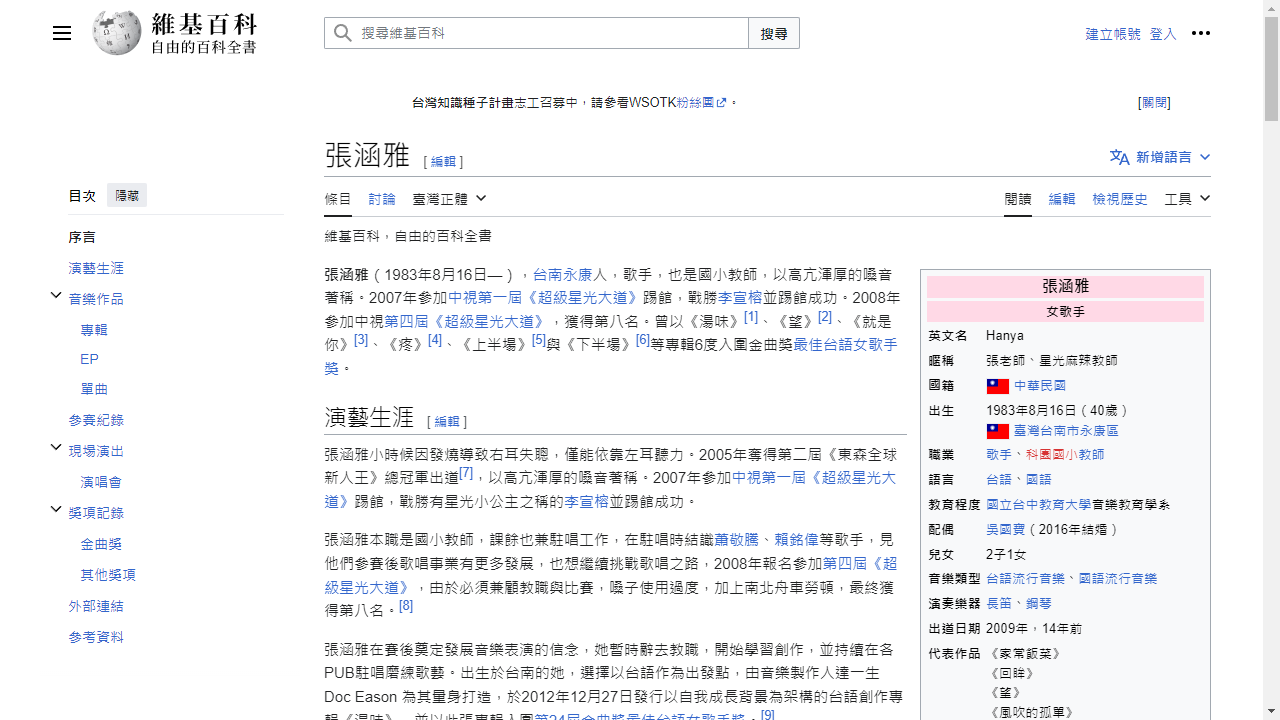 維基百科
自由的百科全書
搜尋維基百科
搜尋
建立帳號 登入
台灣知識種子計畫志工召募中，請參看WSOTK粉絲團。
[關閉]
張涵雅 [編輯]
新增語言
條目 討論 臺灣正體
閱讀 編輯 檢視歷史 工具
維基百科，自由的百科全書
目次 隱藏
序言
演藝生涯
音樂作品
專輯
EP
單曲
參賽紀錄
現場演出
演唱會
獎項記錄
金曲獎
其他獎項
外部連結
參考資料
張涵雅（1983年8月16日—），台南永康人，歌手，也是國小教師，以高亢渾厚的嗓音
著稱。2007年參加中視第一屆《超級星光大道》踢館，戰勝李宣榕並踢館成功。2008年
參加中視第四屆《超級星光大道》，獲得第八名。曾以《湯味》[1]、《望》[2]、《就是
你》[3]、《疼》[4]、《上半場》[5]與《下半場》[6]等專輯6度入圍金曲獎最佳台語女歌手
獎。
演藝生涯 [編輯]
張涵雅小時候因發燒導致右耳失聰，僅能依靠左耳聽力。2005年奪得第二屆《東森全球
新人王》總冠軍出道[7]，以高亢渾厚的嗓音著稱。2007年參加中視第一屆《超級星光大
道》踢館，戰勝有星光小公主之稱的李宣榕並踢館成功。
張涵雅本職是國小教師，課餘也兼駐唱工作，在駐唱時結識蕭敬騰、賴銘偉等歌手，見
他們參賽後歌唱事業有更多發展，也想繼續挑戰歌唱之路，2008年報名參加第四屆《超
級星光大道》，由於必須兼顧教職與比賽，嗓子使用過度，加上南北舟車勞頓，最終獲
得第八名。[8]
張涵雅在賽後奠定發展音樂表演的信念，她暫時辭去教職，開始學習創作，並持續在各
PUB駐唱磨練歌藝。出生於台南的她，選擇以台語作為出發點，由音樂製作人達一生
Doc Eason 為其量身打造，於2012年12月27日發行以自我成長背景為架構的台語創作專
輯《湯味》，並以此張專輯入圍第24屆金曲獎最佳台語女歌手獎。[9]
張涵雅
女歌手
英文名 Hanya
暱稱 張老師、星光麻辣教師
國籍 中華民國
出生 1983年8月16日（40歲）
臺灣台南市永康區
職業 歌手、科園國小教師
語言 台語、國語
教育程度 國立台中教育大學音樂教育學系
配偶 吳國寶（2016年結婚）
兒女 2子1女
音樂類型 台語流行音樂、國語流行音樂
演奏樂器 長笛、鋼琴
出道日期 2009年，14年前
代表作品 《家常飯菜》
《回眸》
《望》
《風吹的孤單》